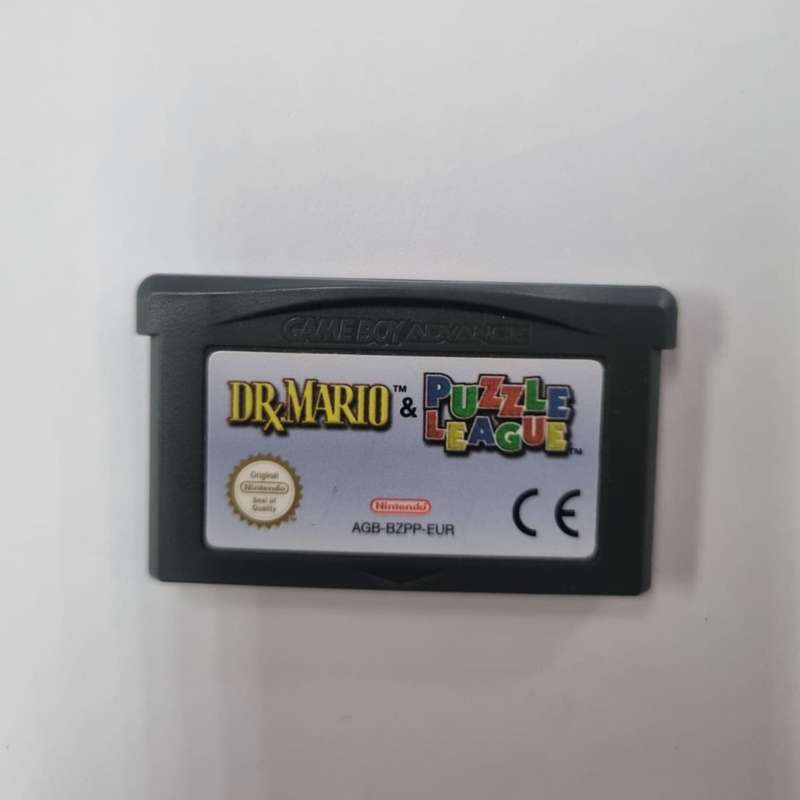 GAME BOY ADVANCE
DR.MARIO™ & PUZZLE
LEAGUE™
Original
Nintendo
Seal of
Quality
Nintendo
AGB-BZPP-EUR
CE